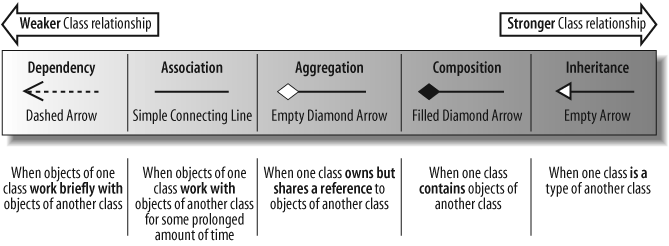 Weaker Class relationship
Stronger Class relationship
Dependency
Association
Aggregation
Composition
Inheritance
Dashed Arrow
Simple Connecting Line
Empty Diamond Arrow
Filled Diamond Arrow
Empty Arrow
When objects of one
class work briefly with
objects of another class
When objects of one
class work with
objects of another class
for some prolonged
amount of time
When one class owns but
shares a reference to
objects of another class
When one class
contains objects of
another class
When one class is a
type of another class